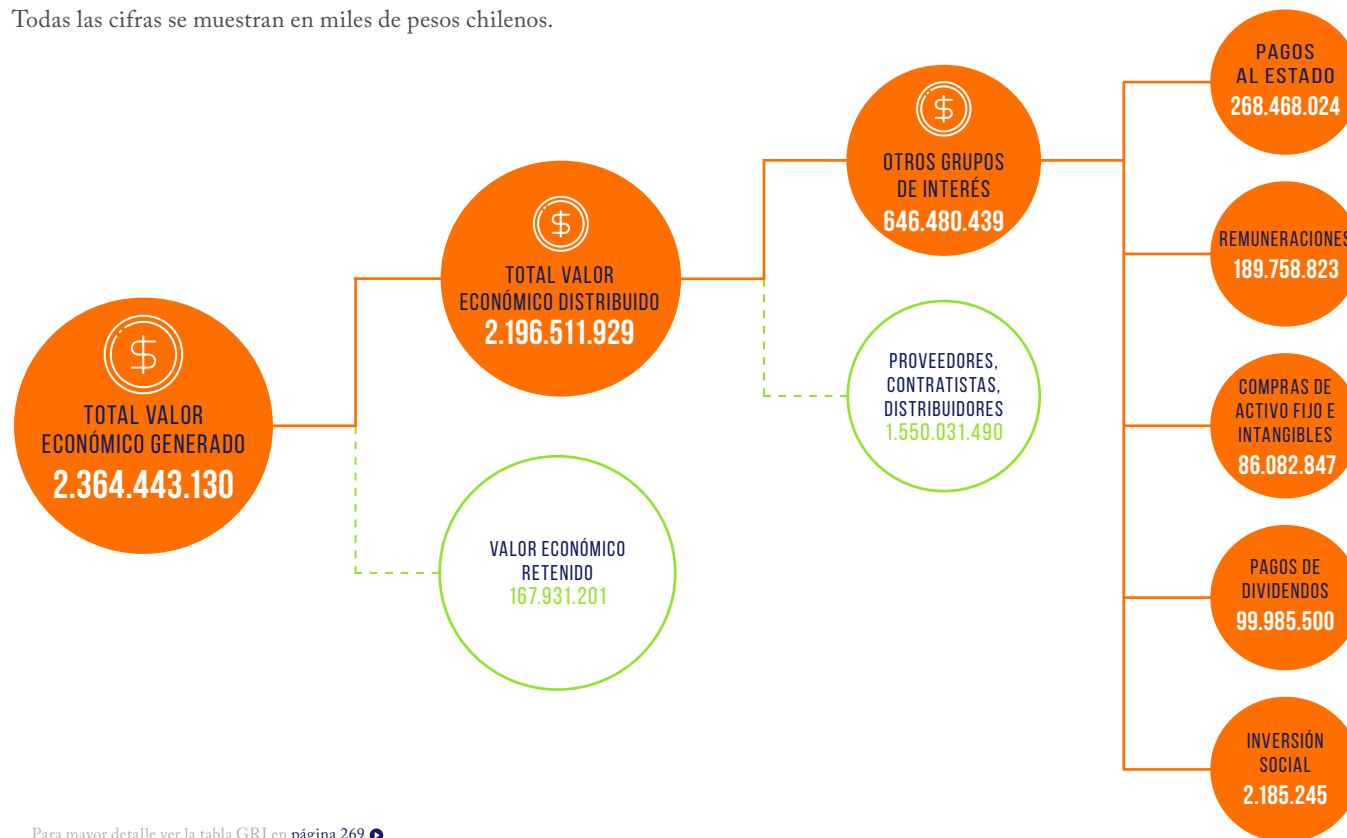 Todas las cifras se muestran en miles de pesos chilenos.
TOTAL VALOR
ECONÓMICO GENERADO
2.364.443.130
TOTAL VALOR
ECONÓMICO DISTRIBUIDO
2.196.511.929
VALOR ECONÓMICO
RETENIDO
167.931.201
OTROS GRUPOS
DE INTERÉS
646.480.439
PROVEEDORES,
CONTRATISTAS,
DISTRIBUIDORES
1.550.031.490
PAGOS
AL ESTADO
268.468.024
REMUNERACIONES
189.758.823
COMPRAS DE
ACTIVO FIJO E
INTANGIBLES
86.082.847
PAGOS DE
DIVIDENDOS
99.985.500
INVERSIÓN
SOCIAL
2.185.245
Para mayor detalle ver la tabla GRI en página 269